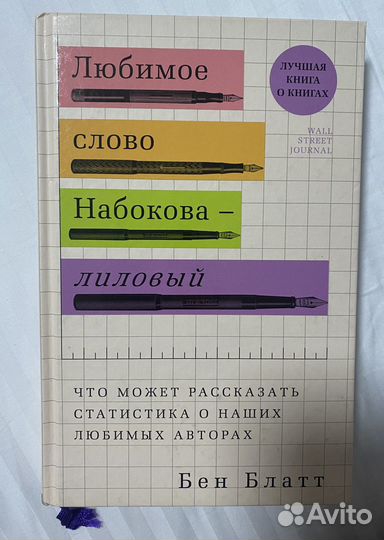 Любимое
ЛУЧШАЯ
КНИГА
О КНИГАХ
WALL
STREET
JOURNAL
слово
Набокова –
лиловый
ЧТО МОЖЕТ РАССКАЗАТЬ
СТАТИСТИКА О НАШИХ
ЛЮБИМЫХ АВТОРАХ
Бен Блатт
Avito